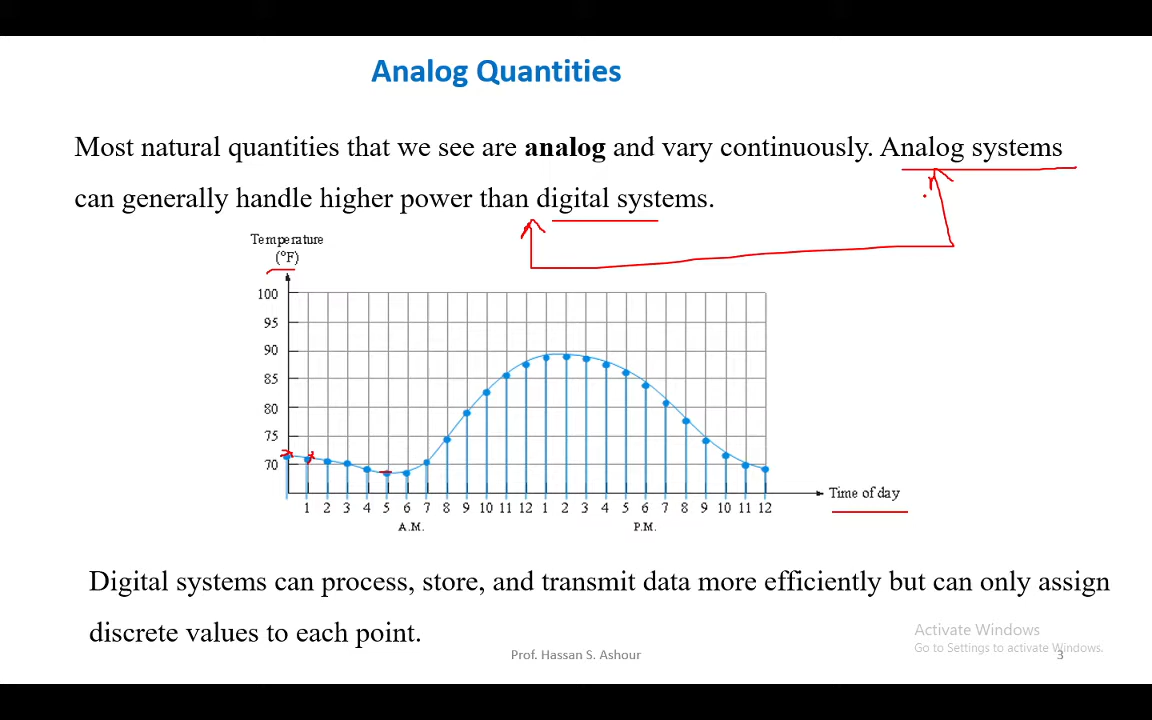 Analog Quantities
Most natural quantities that we see are analog and vary continuously. Analog systems
can generally handle higher power than digital systems.
Temperature
(°F)
100
95
90
85
80
75
70
Time of day
1 2 3 4 5 6 7 8 9 10 11 12 1 2 3 4 5 6 7 8 9 10 11 12
A.M. P.M.
Digital systems can process, store, and transmit data more efficiently but can only assign
discrete values to each point.
Activate Windows
Go to Settings to activate Windows.
Prof. Hassan S. Ashour
3